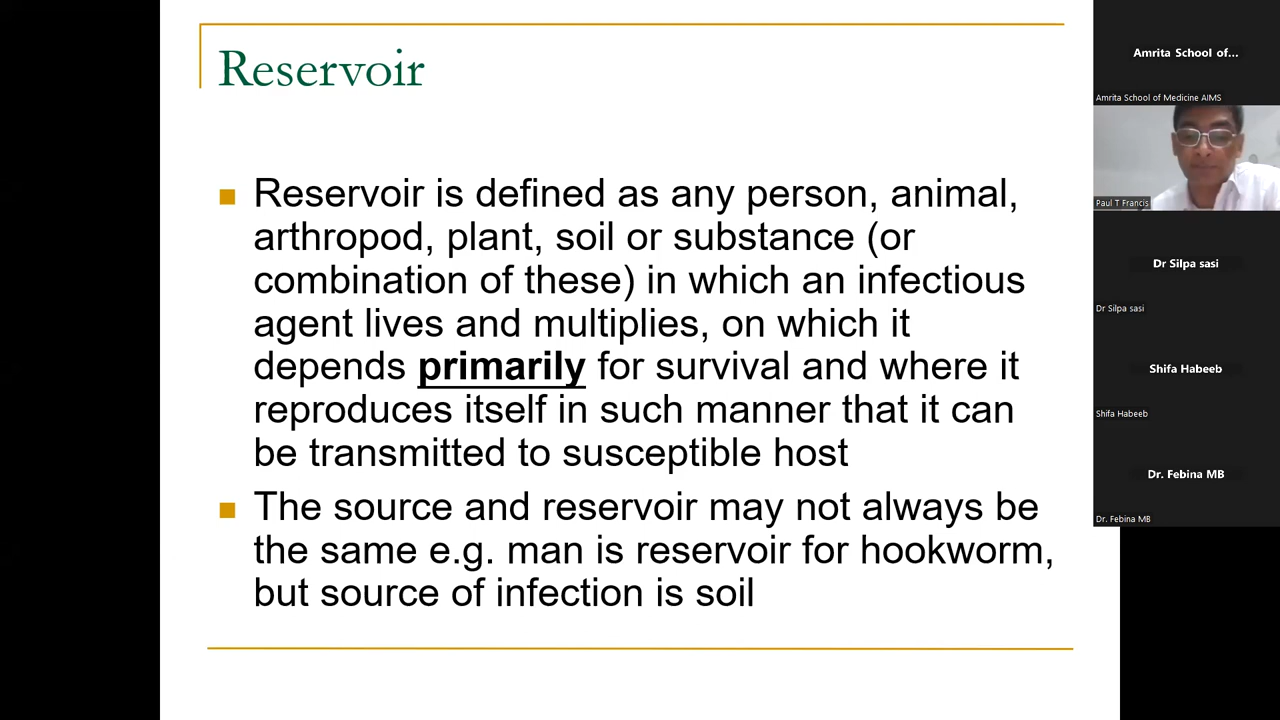 Reservoir
Reservoir is defined as any person, animal,
arthropod, plant, soil or substance (or
combination of these) in which an infectious
agent lives and multiplies, on which it
depends primarily for survival and where it
reproduces itself in such manner that it can
be transmitted to susceptible host
The source and reservoir may not always be
the same e.g. man is reservoir for hookworm,
but source of infection is soil
Amrita School of...
Amrita School of Medicine AIMS
Paul T Francis
Dr Silpa sasi
Dr Silpa sasi
Shifa Habeeb
Shifa Habeeb
Dr. Febina MB
Dr. Febina MB